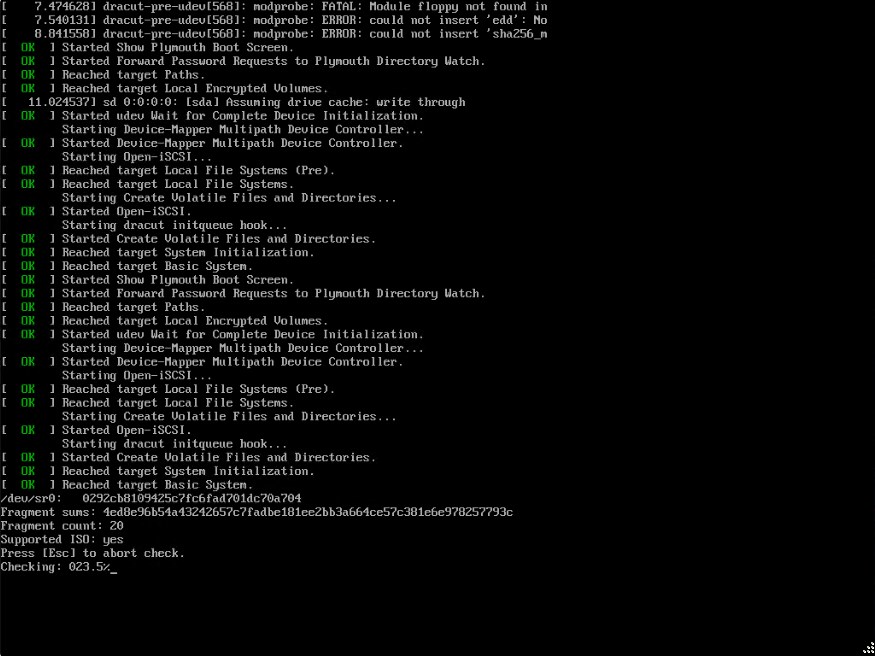 [    7.474628] dracut-pre-udev[568]: modprobe: FATAL: Module floppy not found in
[    7.540131] dracut-pre-udev[568]: modprobe: ERROR: could not insert 'edd': No
[    8.841558] dracut-pre-udev[568]: modprobe: ERROR: could not insert 'sha256_m
[  OK  ] Started Show Plymouth Boot Screen.
[  OK  ] Started Forward Password Requests to Plymouth Directory Watch.
[  OK  ] Reached target Paths.
[  OK  ] Reached target Local Encrypted Volumes.
[   11.024537] sd 0:0:0:0: [sda] Assuming drive cache: write through
[  OK  ] Started udev Wait for Complete Device Initialization.
         Starting Device-Mapper Multipath Device Controller...
[  OK  ] Started Device-Mapper Multipath Device Controller.
         Starting Open-iSCSI...
[  OK  ] Reached target Local File Systems (Pre).
[  OK  ] Reached target Local File Systems.
         Starting Create Volatile Files and Directories...
[  OK  ] Started Open-iSCSI.
         Starting dracut initqueue hook...
[  OK  ] Started Create Volatile Files and Directories.
[  OK  ] Reached target System Initialization.
[  OK  ] Reached target Basic System.
[  OK  ] Started Show Plymouth Boot Screen.
[  OK  ] Started Forward Password Requests to Plymouth Directory Watch.
[  OK  ] Reached target Paths.
[  OK  ] Reached target Local Encrypted Volumes.
[  OK  ] Started udev Wait for Complete Device Initialization.
         Starting Device-Mapper Multipath Device Controller...
[  OK  ] Started Device-Mapper Multipath Device Controller.
         Starting Open-iSCSI...
[  OK  ] Reached target Local File Systems (Pre).
[  OK  ] Reached target Local File Systems.
         Starting Create Volatile Files and Directories...
[  OK  ] Started Open-iSCSI.
         Starting dracut initqueue hook...
[  OK  ] Started Create Volatile Files and Directories.
[  OK  ] Reached target System Initialization.
[  OK  ] Reached target Basic System.
/dev/sr0:   0292cb8109425c7fc6fad701dc70a704
Fragment sums: 4ed8e96b54a43242657c7fadbe181ee2bb3a664ce57c381e6e978257793c
Fragment count: 20
Supported ISO: yes
Press [Esc] to abort check.
Checking: 023.5%_